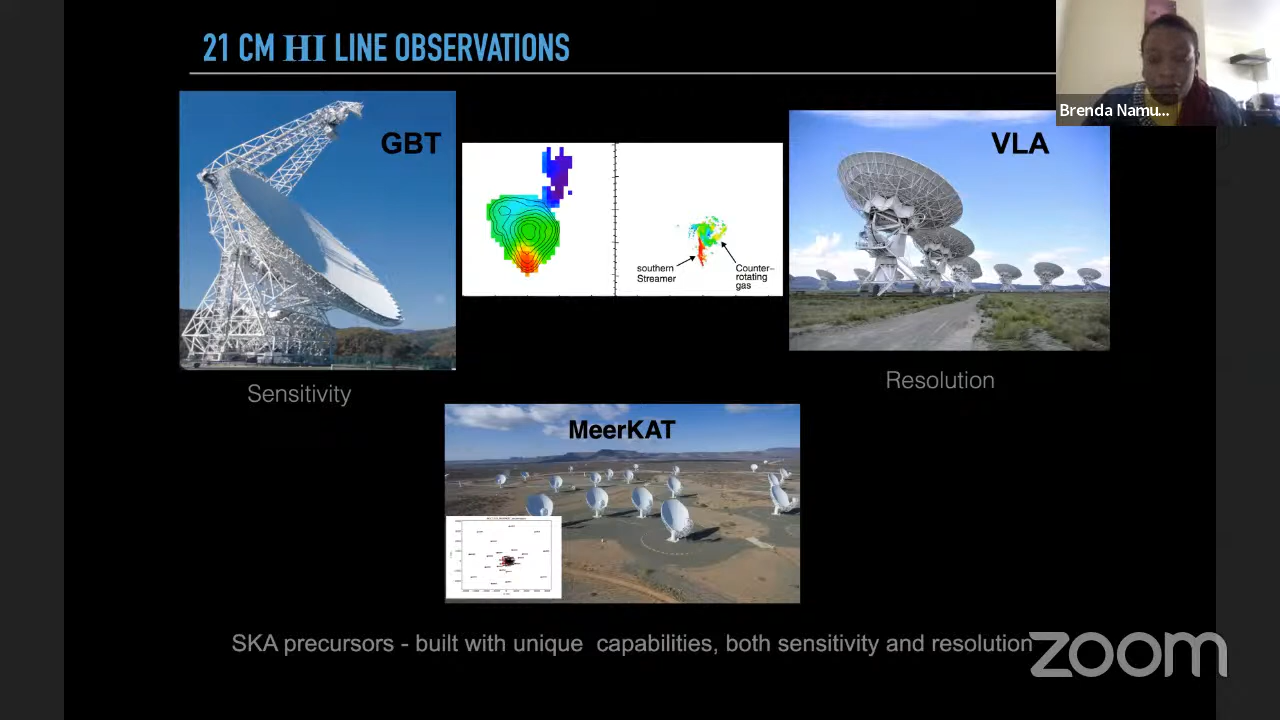 21 CM HI LINE OBSERVATIONS
Brenda Namu...
GBT
VLA
southern
Streamer
Counter-
rotating
gas
Sensitivity
Resolution
MeerKAT
SKA precursors - built with unique capabilities, both sensitivity and resolution
zoom